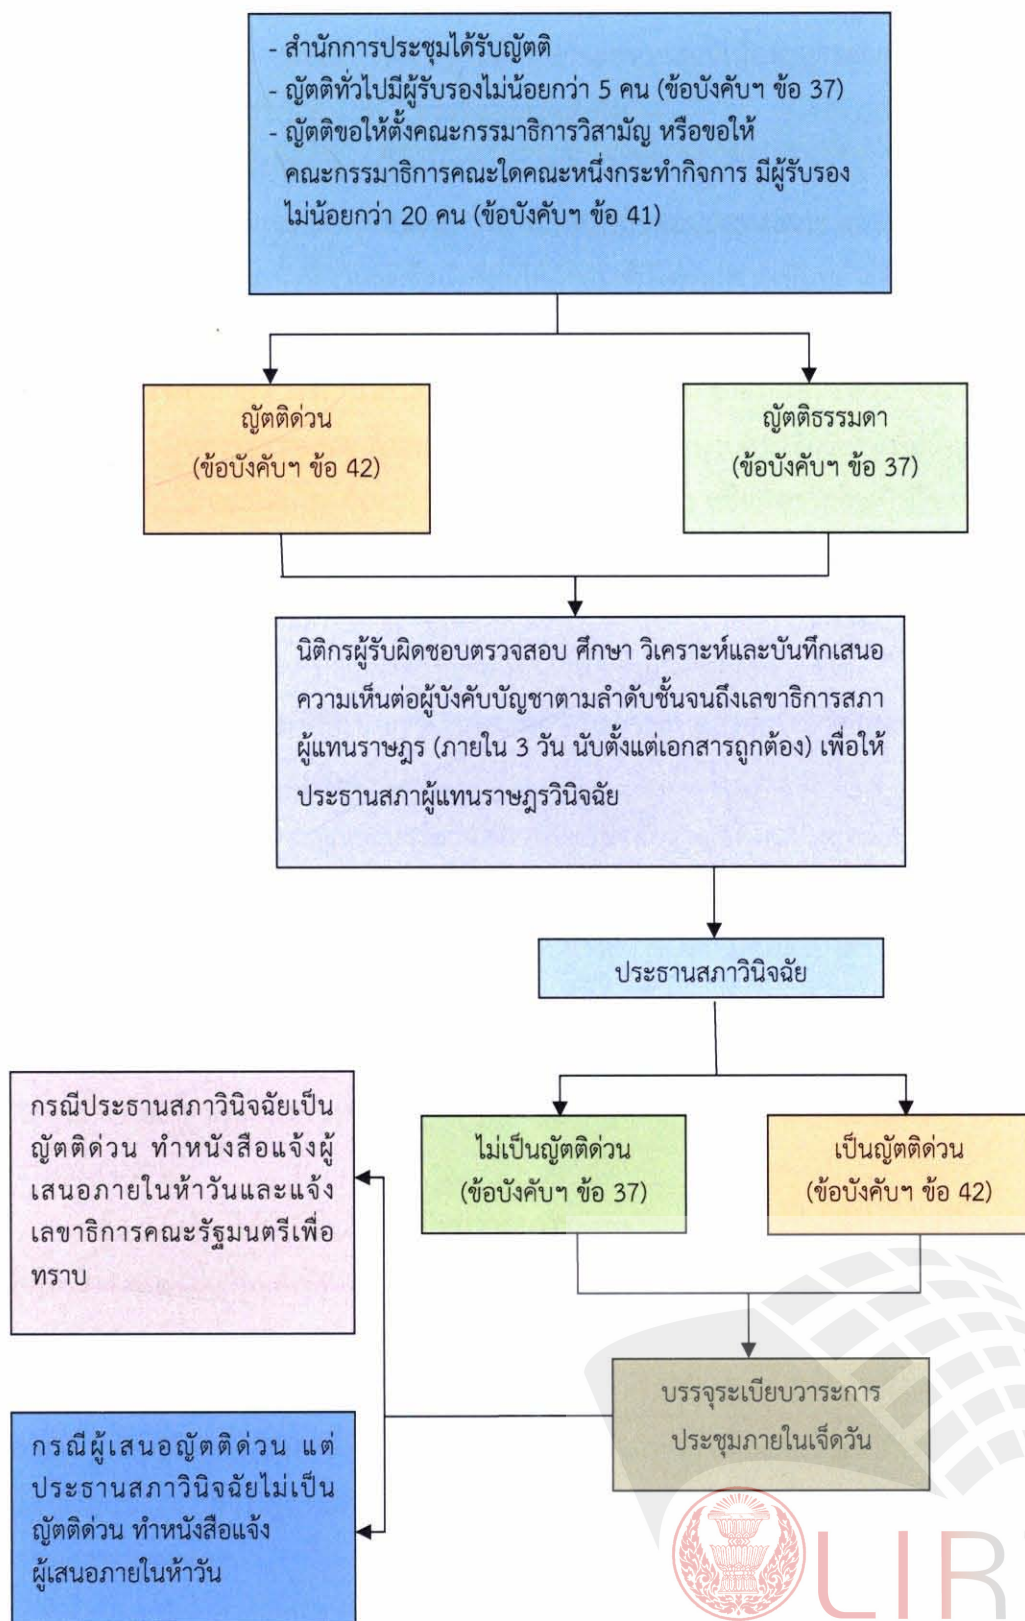 - สำนักการประชุมได้รับญัตติ
- ญัตติทั่วไปมีผู้รับรองไม่น้อยกว่า 5 คน (ข้อบังคับฯ ข้อ 37)
- ญัตติขอให้ตั้งคณะกรรมาธิการวิสามัญ หรือขอให้
คณะกรรมาธิการคณะใดคณะหนึ่งกระทำกิจการ มีผู้รับรอง
ไม่น้อยกว่า 20 คน (ข้อบังคับฯ ข้อ 41)
ญัตติด่วน
(ข้อบังคับฯ ข้อ 42)
ญัตติธรรมดา
(ข้อบังคับฯ ข้อ 37)
นิติกรผู้รับผิดชอบตรวจสอบ ศึกษา วิเคราะห์และบันทึกเสนอ
ความเห็นต่อผู้บังคับบัญชาตามลำดับชั้นจนถึงเลขาธิการสภา
ผู้แทนราษฎร (ภายใน 3 วัน นับตั้งแต่เอกสารถูกต้อง) เพื่อให้
ประธานสภาผู้แทนราษฎรวินิจฉัย
ประธานสภาวินิจฉัย
ไม่เป็นญัตติด่วน
(ข้อบังคับฯ ข้อ 37)
เป็นญัตติด่วน
(ข้อบังคับฯ ข้อ 42)
กรณีประธานสภาวินิจฉัยเป็น
ญัตติด่วน ทำหนังสือแจ้งผู้
เสนอภายในห้าวันและแจ้ง
เลขาธิการคณะรัฐมนตรีเพื่อ
ทราบ
บรรจุระเบียบวาระการ
ประชุมภายในเจ็ดวัน
กรณีผู้เสนอญัตติด่วน แต่
ประธานสภาวินิจฉัยไม่เป็น
ญัตติด่วน ทำหนังสือแจ้ง
ผู้เสนอภายในห้าวัน
LIR